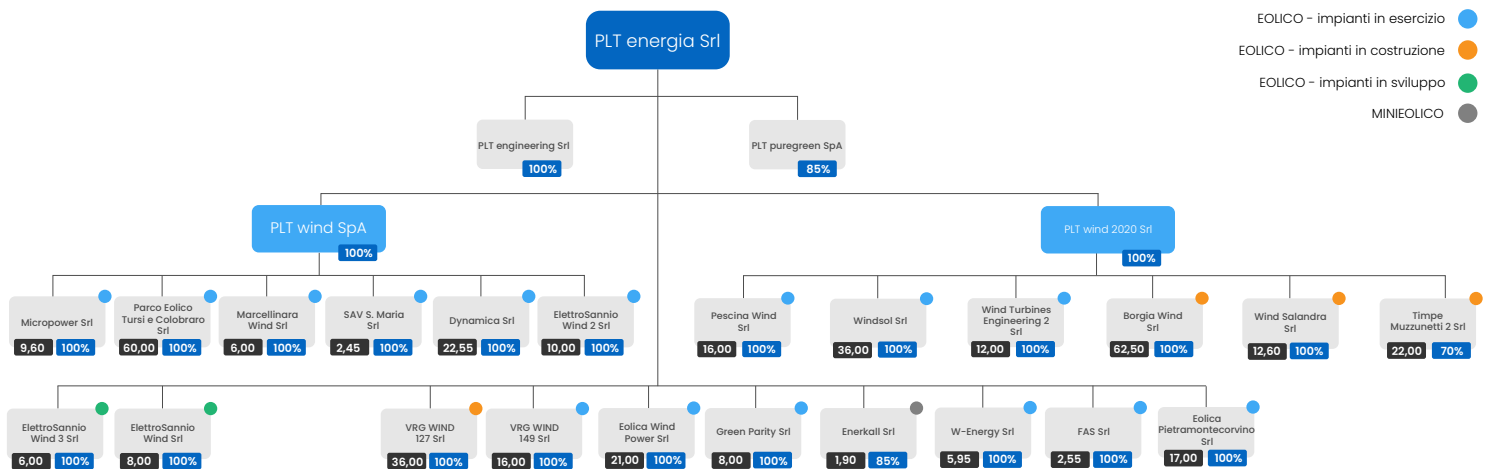 PLT energia Srl
EOLICO - impianti in esercizio
EOLICO - impianti in costruzione
EOLICO - impianti in sviluppo
MINIEOLICO
PLT engineering Srl
100%
PLT puregreen SpA
85%
PLT wind SpA
100%
PLT wind 2020 Srl
100%
Micropower Srl
9,60 100%
Parco Eolico
Tursi e Colobraro
Srl
60,00 100%
Marcellinara
Wind Srl
6,00 100%
SAV S. Maria
Srl
2,45 100%
Dynamica Srl
22,55 100%
ElettroSannio
Wind 2 Srl
10,00 100%
Pescina Wind
Srl
16,00 100%
Windsol Srl
36,00 100%
Wind Turbines
Engineering 2
Srl
12,00 100%
Borgia Wind
Srl
62,50 100%
Wind Salandra
Srl
12,60 100%
Timpe
Muzzunetti 2 Srl
22,00 70%
ElettroSannio
Wind 3 Srl
6,00 100%
ElettroSannio
Wind Srl
8,00 100%
VRG WIND
127 Srl
36,00 100%
VRG WIND
149 Srl
16,00 100%
Eolica Wind
Power Srl
21,00 100%
Green Parity Srl
8,00 100%
Enerkall Srl
1,90 85%
W-Energy Srl
5,95 100%
FAS Srl
2,55 100%
Eolica
Pietramontecorvino
Srl
17,00 100%